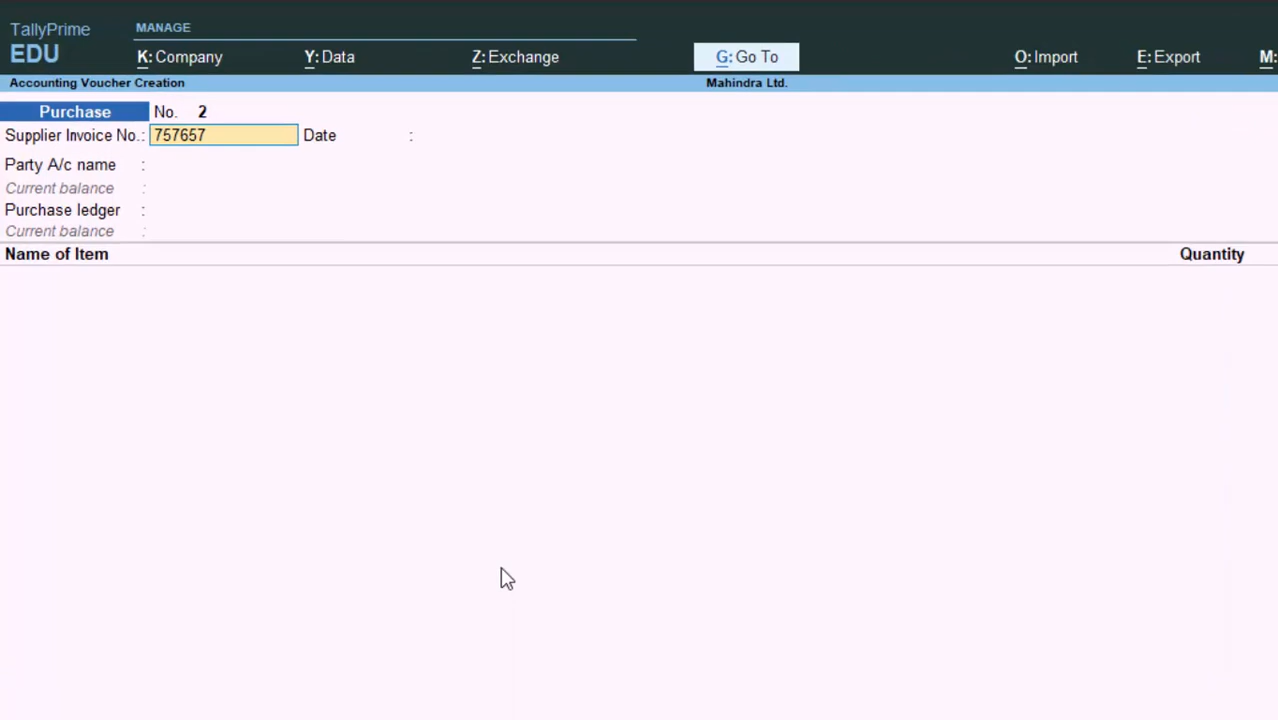 TallyPrime
EDU
MANAGE
K: Company Y: Data Z: Exchange G: Go To O: Import E: Export M:
Accounting Voucher Creation Mahindra Ltd.
Purchase No. 2
Supplier Invoice No.: 757657 Date :
Party A/c name :
Current balance :
Purchase ledger :
Current balance :
Name of Item Quantity